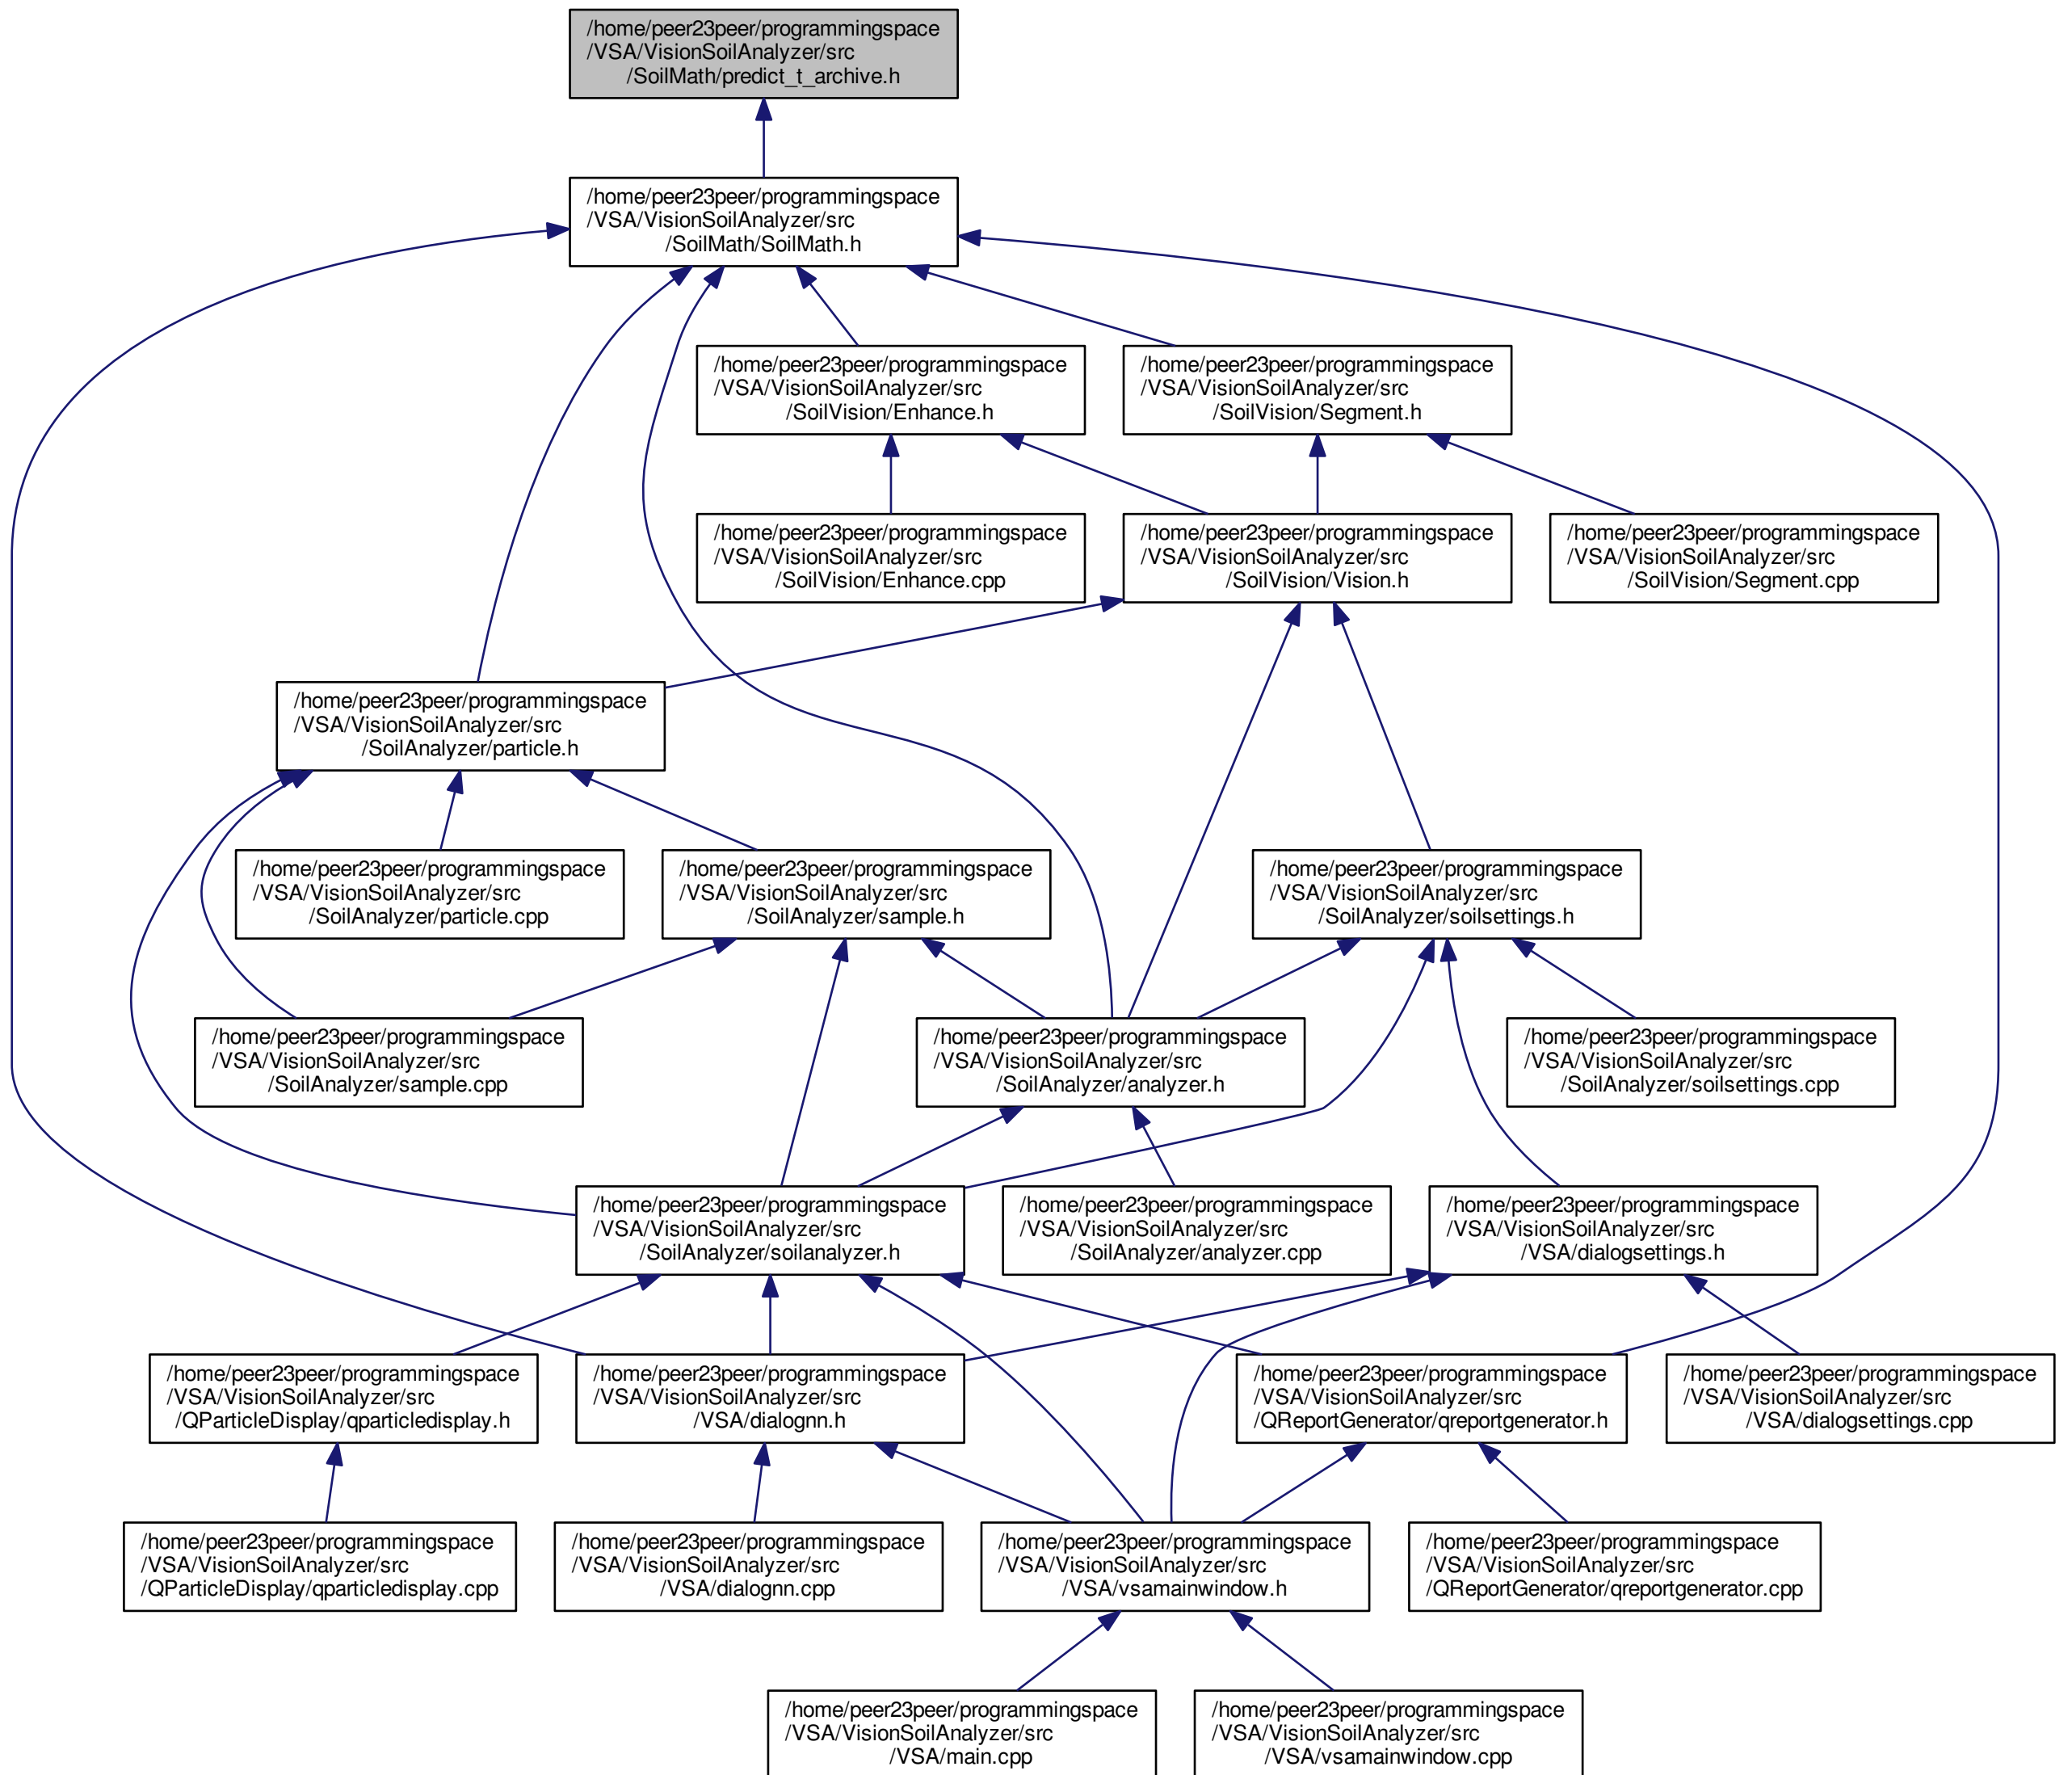 /home/peer23peer/programmingspace
/VSA/VisionSoilAnalyzer/src
/SoilMath/predict_t_archive.h
/home/peer23peer/programmingspace
/VSA/VisionSoilAnalyzer/src
/SoilMath/SoilMath.h
/home/peer23peer/programmingspace
/VSA/VisionSoilAnalyzer/src
/SoilVision/Enhance.h
/home/peer23peer/programmingspace
/VSA/VisionSoilAnalyzer/src
/SoilVision/Segment.h
/home/peer23peer/programmingspace
/VSA/VisionSoilAnalyzer/src
/SoilVision/Enhance.cpp
/home/peer23peer/programmingspace
/VSA/VisionSoilAnalyzer/src
/SoilVision/Vision.h
/home/peer23peer/programmingspace
/VSA/VisionSoilAnalyzer/src
/SoilVision/Segment.cpp
/home/peer23peer/programmingspace
/VSA/VisionSoilAnalyzer/src
/SoilAnalyzer/particle.h
/home/peer23peer/programmingspace
/VSA/VisionSoilAnalyzer/src
/SoilAnalyzer/particle.cpp
/home/peer23peer/programmingspace
/VSA/VisionSoilAnalyzer/src
/SoilAnalyzer/sample.h
/home/peer23peer/programmingspace
/VSA/VisionSoilAnalyzer/src
/SoilAnalyzer/soilsettings.h
/home/peer23peer/programmingspace
/VSA/VisionSoilAnalyzer/src
/SoilAnalyzer/sample.cpp
/home/peer23peer/programmingspace
/VSA/VisionSoilAnalyzer/src
/SoilAnalyzer/analyzer.h
/home/peer23peer/programmingspace
/VSA/VisionSoilAnalyzer/src
/SoilAnalyzer/soilsettings.cpp
/home/peer23peer/programmingspace
/VSA/VisionSoilAnalyzer/src
/SoilAnalyzer/soilanalyzer.h
/home/peer23peer/programmingspace
/VSA/VisionSoilAnalyzer/src
/SoilAnalyzer/analyzer.cpp
/home/peer23peer/programmingspace
/VSA/VisionSoilAnalyzer/src
/VSA/dialogsettings.h
/home/peer23peer/programmingspace
/VSA/VisionSoilAnalyzer/src
/QParticleDisplay/qparticledisplay.h
/home/peer23peer/programmingspace
/VSA/VisionSoilAnalyzer/src
/VSA/dialognn.h
/home/peer23peer/programmingspace
/VSA/VisionSoilAnalyzer/src
/QReportGenerator/qreportgenerator.h
/home/peer23peer/programmingspace
/VSA/VisionSoilAnalyzer/src
/VSA/dialogsettings.cpp
/home/peer23peer/programmingspace
/VSA/VisionSoilAnalyzer/src
/QParticleDisplay/qparticledisplay.cpp
/home/peer23peer/programmingspace
/VSA/VisionSoilAnalyzer/src
/VSA/dialognn.cpp
/home/peer23peer/programmingspace
/VSA/VisionSoilAnalyzer/src
/VSA/vsamainwindow.h
/home/peer23peer/programmingspace
/VSA/VisionSoilAnalyzer/src
/QReportGenerator/qreportgenerator.cpp
/home/peer23peer/programmingspace
/VSA/VisionSoilAnalyzer/src
/VSA/main.cpp
/home/peer23peer/programmingspace
/VSA/VisionSoilAnalyzer/src
/VSA/vsamainwindow.cpp